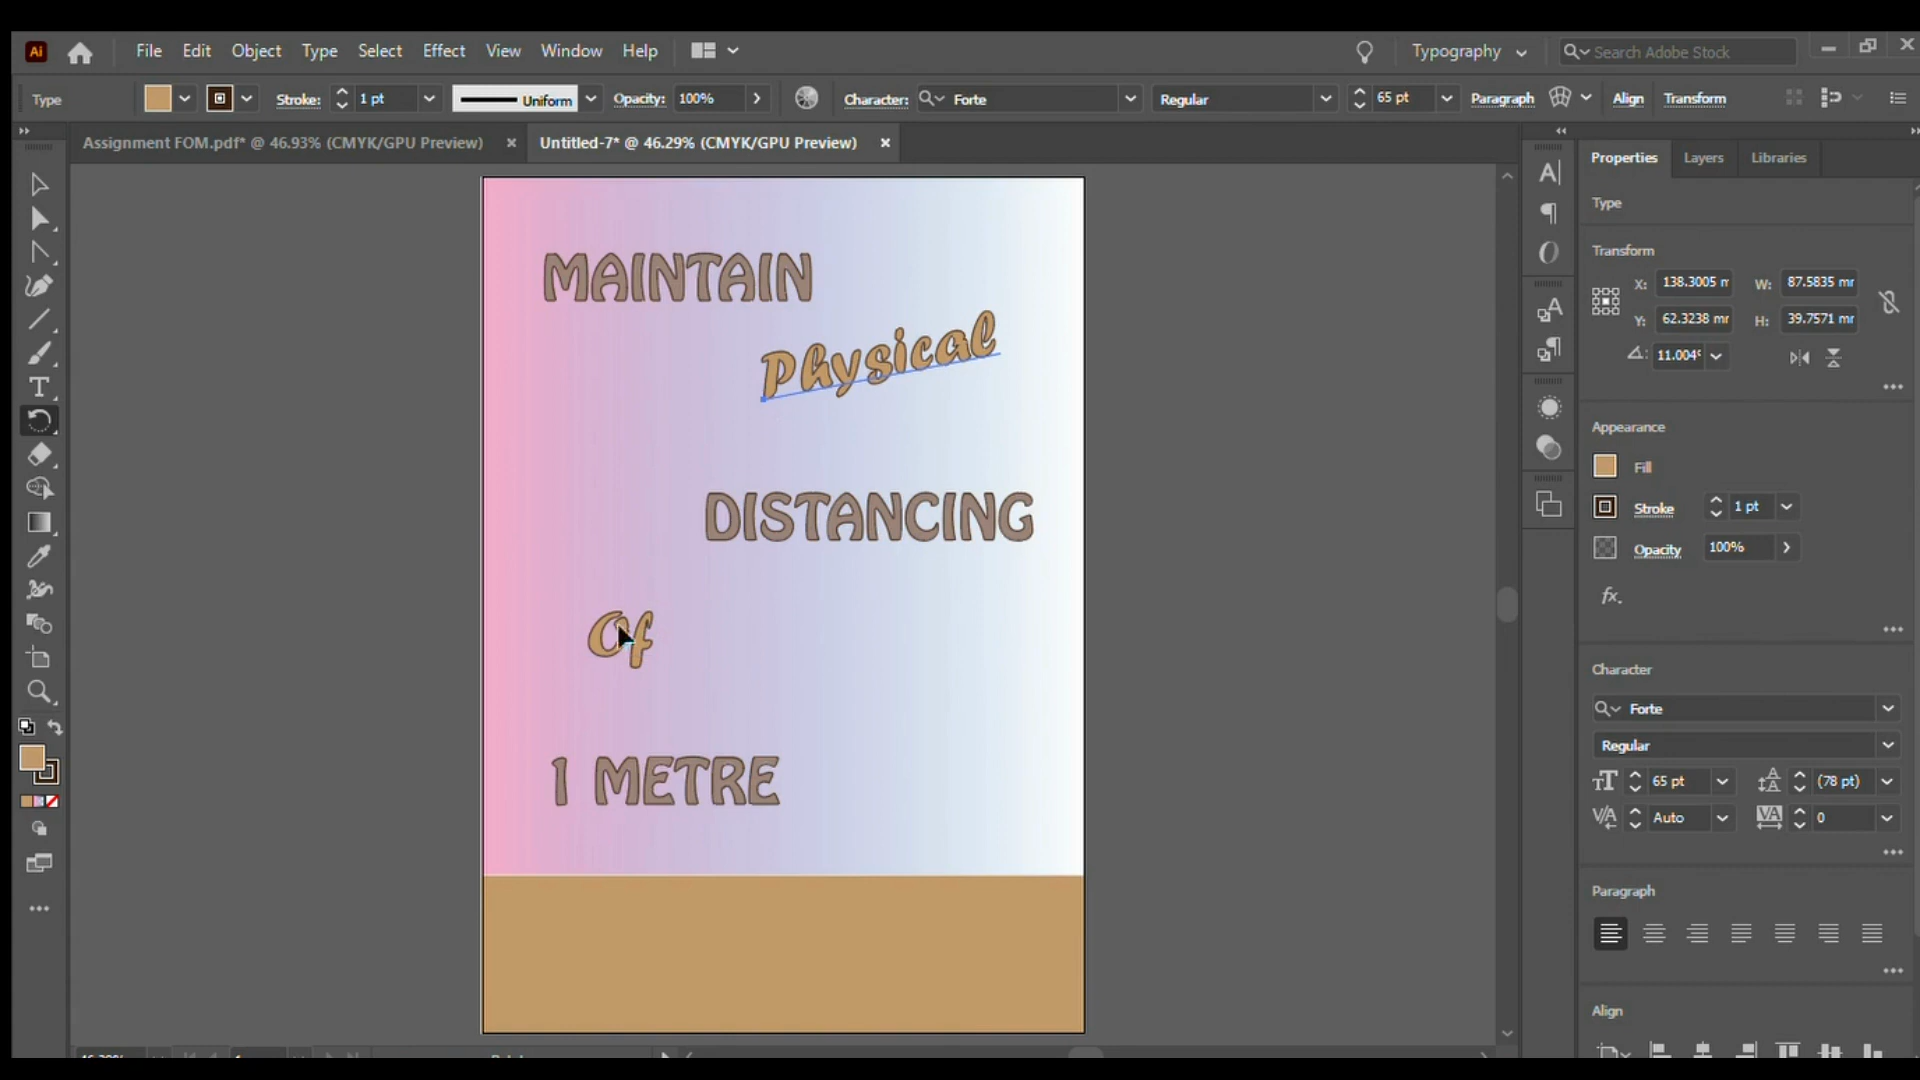 Ai File Edit Object Type Select Effect View Window Help Typography Search Adobe Stock
Type Stroke: 1 pt Uniform Opacity: 100% Character: Forte Regular 65 pt Paragraph Align Transform
Assignment FOM.pdf* @ 46.93% (CMYK/GPU Preview) Untitled-7* @ 46.29% (CMYK/GPU Preview)
Properties Layers Libraries
Type
Transform
X: 138.3005 W: 87.5835
Y: 62.3238 H: 39.7571
11.004°
Appearance
Fill
Stroke 1 pt
Opacity 100%
fx.
Character
Forte
Regular
65 pt (78 pt)
Auto 0
Paragraph
Align
MAINTAIN
Physical
DISTANCING
Of
1 METRE